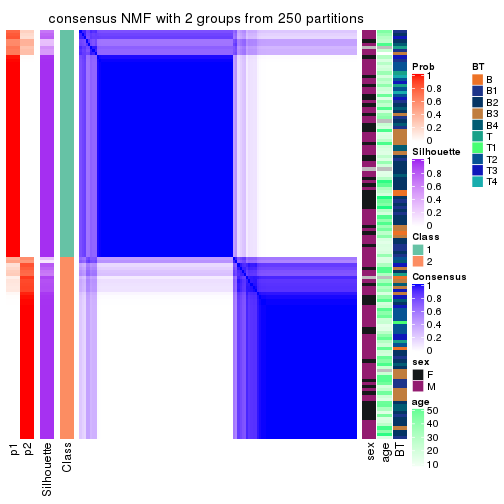 consensus NMF with 2 groups from 250 partitions
p1
p2
Silhouette
Class
sex
age
BT
Prob
1
0.8
0.6
0.4
0.2
0
Silhouette
1
0.8
0.6
0.4
0.2
0
Class
1
2
Consensus
1
0.8
0.6
0.4
0.2
0
sex
F
M
age
50
40
30
20
10
BT
B
B1
B2
B3
B4
T
T1
T2
T3
T4